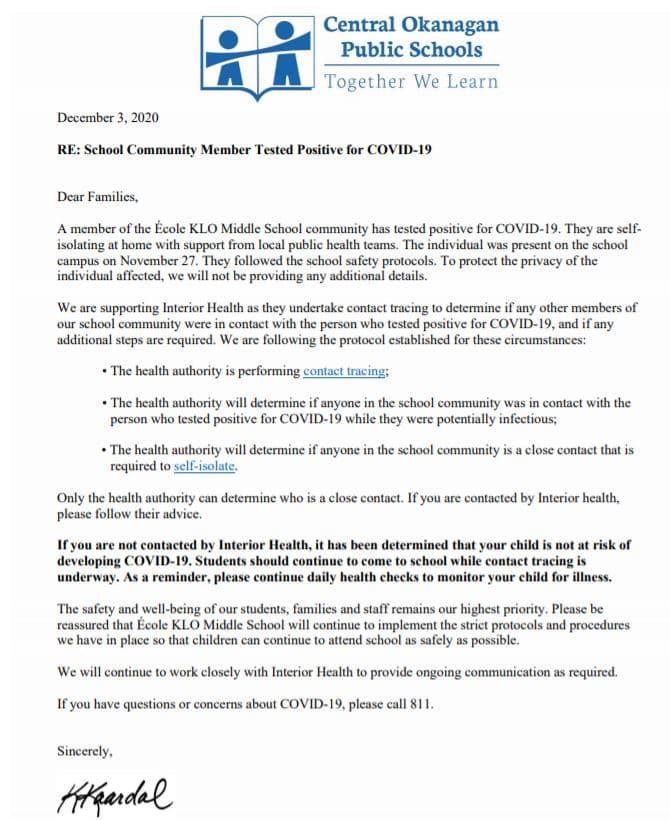 Central Okanagan
Public Schools
Together We Learn
December 3, 2020
RE: School Community Member Tested Positive for COVID-19
Dear Families,
A member of the École KLO Middle School community has tested positive for COVID-19. They are self-
isolating at home with support from local public health teams. The individual was present on the school
campus on November 27. They followed the school safety protocols. To protect the privacy of the
individual affected, we will not be providing any additional details.
We are supporting Interior Health as they undertake contact tracing to determine if any other members of
our school community were in contact with the person who tested positive for COVID-19, and if any
additional steps are required. We are following the protocol established for these circumstances:
• The health authority is performing contact tracing;
• The health authority will determine if anyone in the school community was in contact with the
person who tested positive for COVID-19 while they were potentially infectious;
• The health authority will determine if anyone in the school community is a close contact that is
required to self-isolate.
Only the health authority can determine who is a close contact. If you are contacted by Interior health,
please follow their advice.
If you are not contacted by Interior Health, it has been determined that your child is not at risk of
developing COVID-19. Students should continue to come to school while contact tracing is
underway. As a reminder, please continue daily health checks to monitor your child for illness.
The safety and well-being of our students, families and staff remains our highest priority. Please be
reassured that École KLO Middle School will continue to implement the strict protocols and procedures
we have in place so that children can continue to attend school as safely as possible.
We will continue to work closely with Interior Health to provide ongoing communication as required.
If you have questions or concerns about COVID-19, please call 811.
Sincerely,
KKaardal